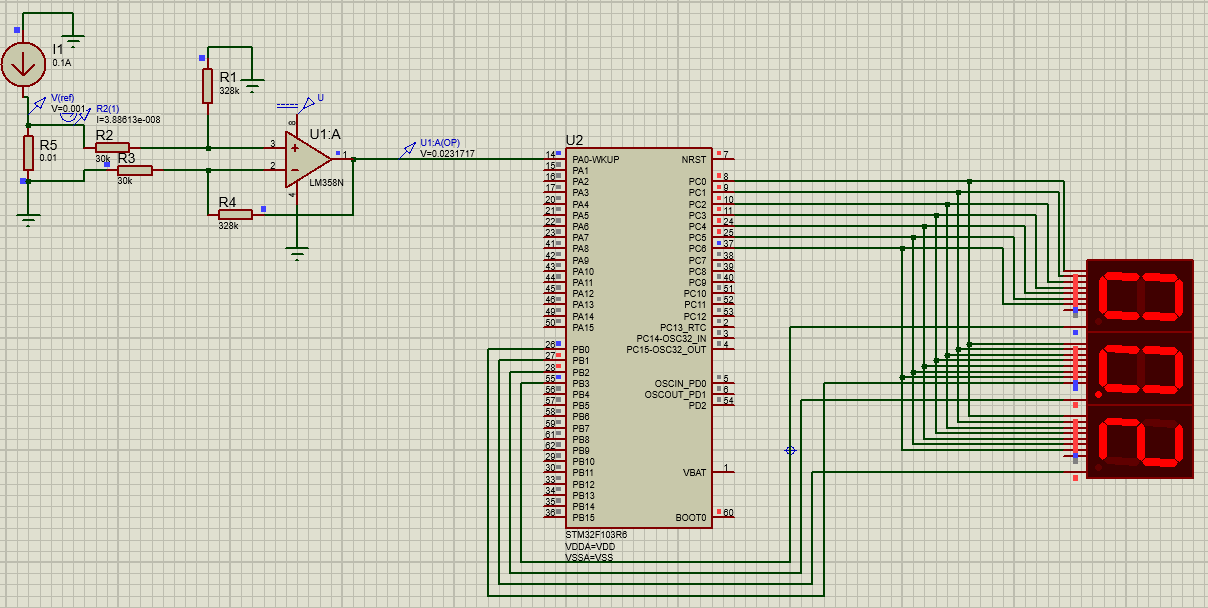 I1
0.1A
V(ref)
V=0.001
R2(1)
I=3.88613e-008
R5
0.01
R2
30k
R3
30k
R1
328k
R4
328k
U
U1:A
3
2
8
4
1
LM358N
U1:A(OP)
V=0.0231717
U2
14 PA0-WKUP
15 PA1
16 PA2
17 PA3
20 PA4
21 PA5
22 PA6
23 PA7
41 PA8
42 PA9
43 PA10
44 PA11
45 PA12
46 PA13
49 PA14
50 PA15
26 PB0
27 PB1
28 PB2
55 PB3
56 PB4
57 PB5
58 PB6
59 PB7
61 PB8
62 PB9
29 PB10
30 PB11
33 PB12
34 PB13
35 PB14
36 PB15
NRST 7
PC0 8
PC1 9
PC2 10
PC3 11
PC4 24
PC5 25
PC6 37
PC7 38
PC8 39
PC9 40
PC10 51
PC11 52
PC12 53
PC13_RTC 2
PC14-OSC32_IN 3
PC15-OSC32_OUT 4
OSCIN_PD0 5
OSCOUT_PD1 6
PD2 54
VBAT 1
BOOT0 60
STM32F103R6
VDDA=VDD
VSSA=VSS